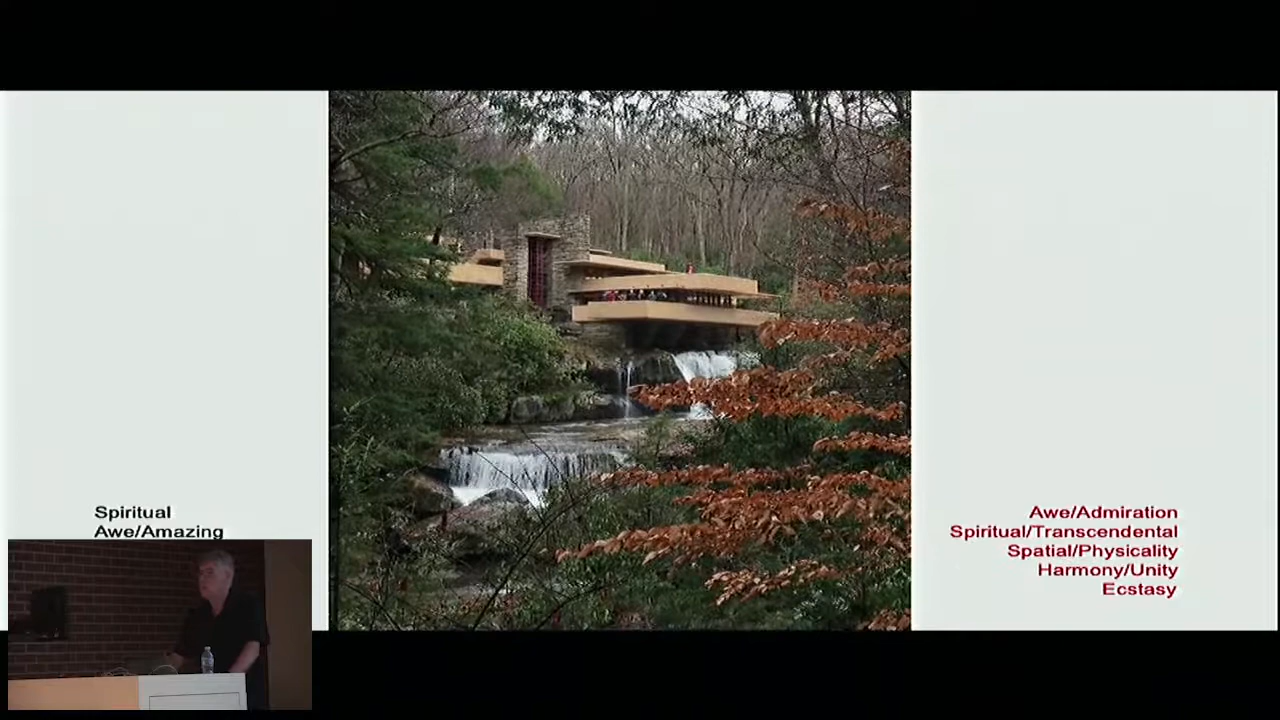 Spiritual
Awe/Amazing
Awe/Admiration
Spiritual/Transcendental
Spatial/Physicality
Harmony/Unity
Ecstasy